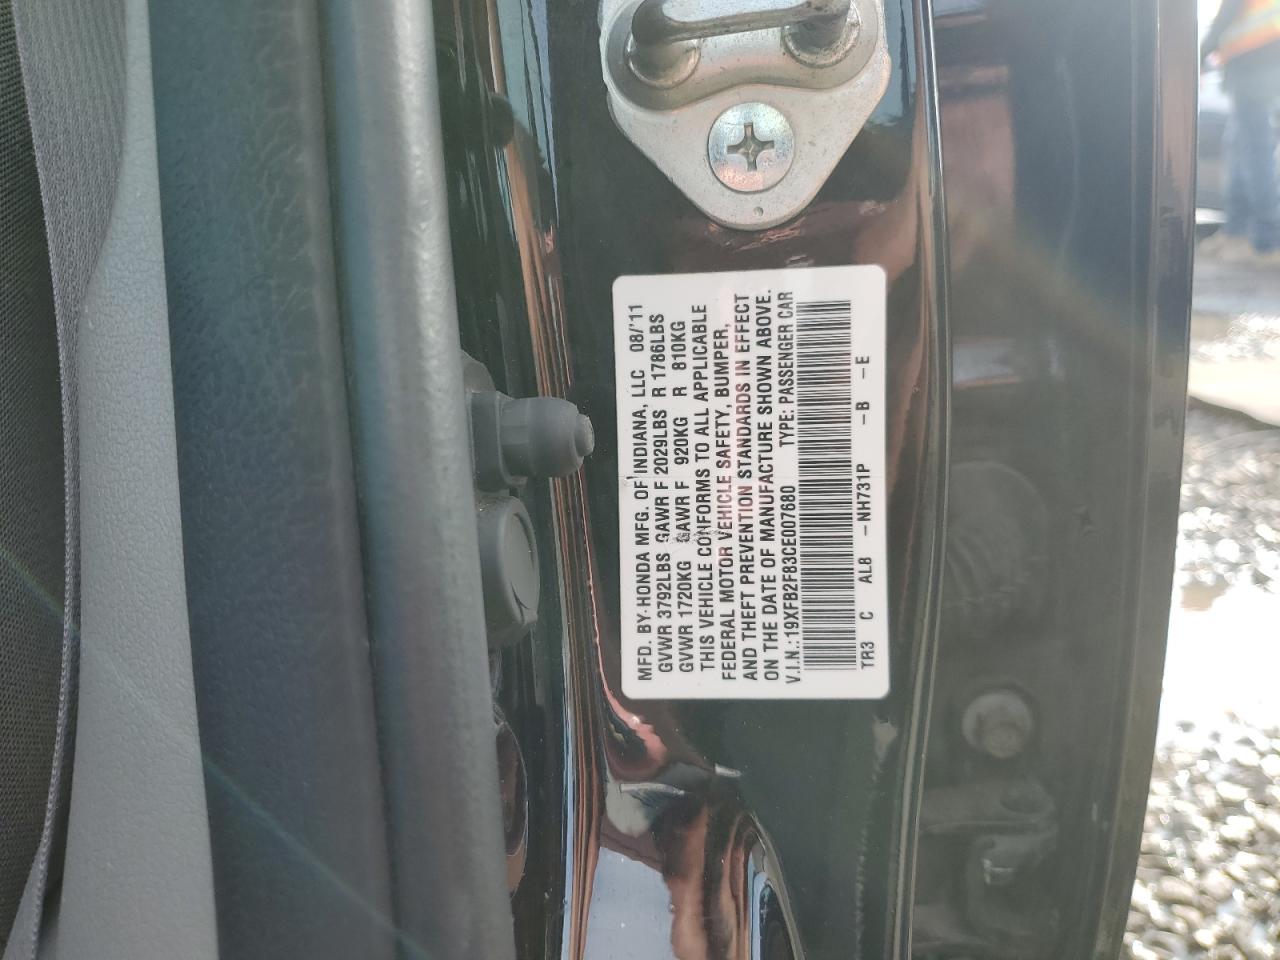 MFD. BY HONDA MFG. OF INDIANA, LLC 08/'11
GVWR 3792LBS GAWR F 2029LBS R 1786LBS
GVWR 1720KG GAWR F 920KG R 810KG
THIS VEHICLE CONFORMS TO ALL APPLICABLE
FEDERAL MOTOR VEHICLE SAFETY, BUMPER,
AND THEFT PREVENTION STANDARDS IN EFFECT
ON THE DATE OF MANUFACTURE SHOWN ABOVE.
V.I.N.:19XFB2F83CE007680 TYPE: PASSENGER CAR
TR3 C AL8 -NH731P -B -E